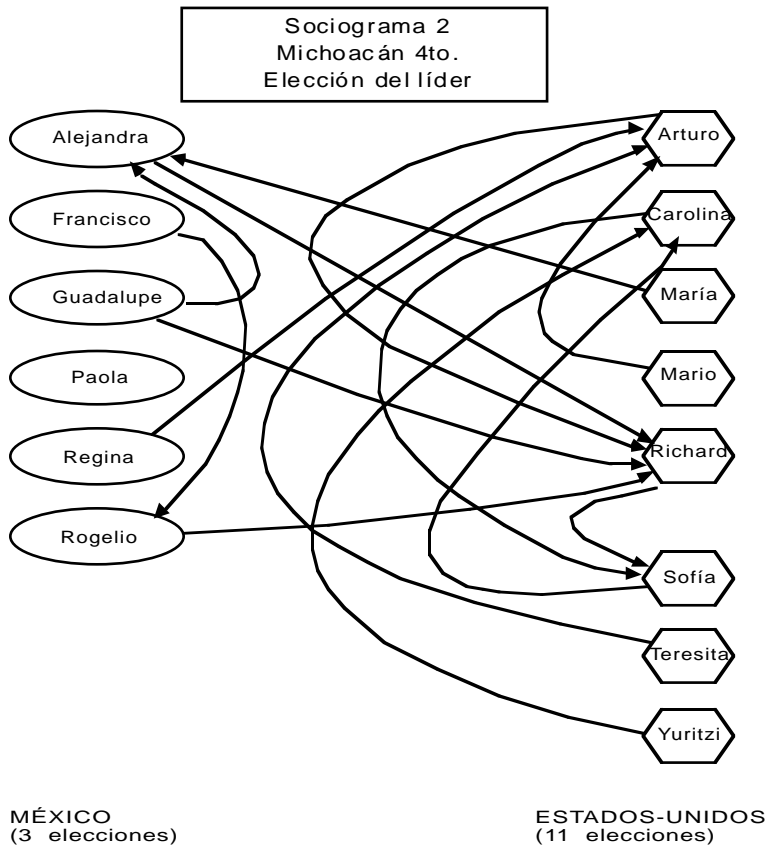 Sociograma 2
Michoacán 4to.
Elección del líder
Alejandra
Francisco
Guadalupe
Paola
Regina
Rogelio
Arturo
Carolina
María
Mario
Richard
Sofía
Teresita
Yuritzi
MÉXICO
(3 elecciones)
ESTADOS-UNIDOS
(11 elecciones)